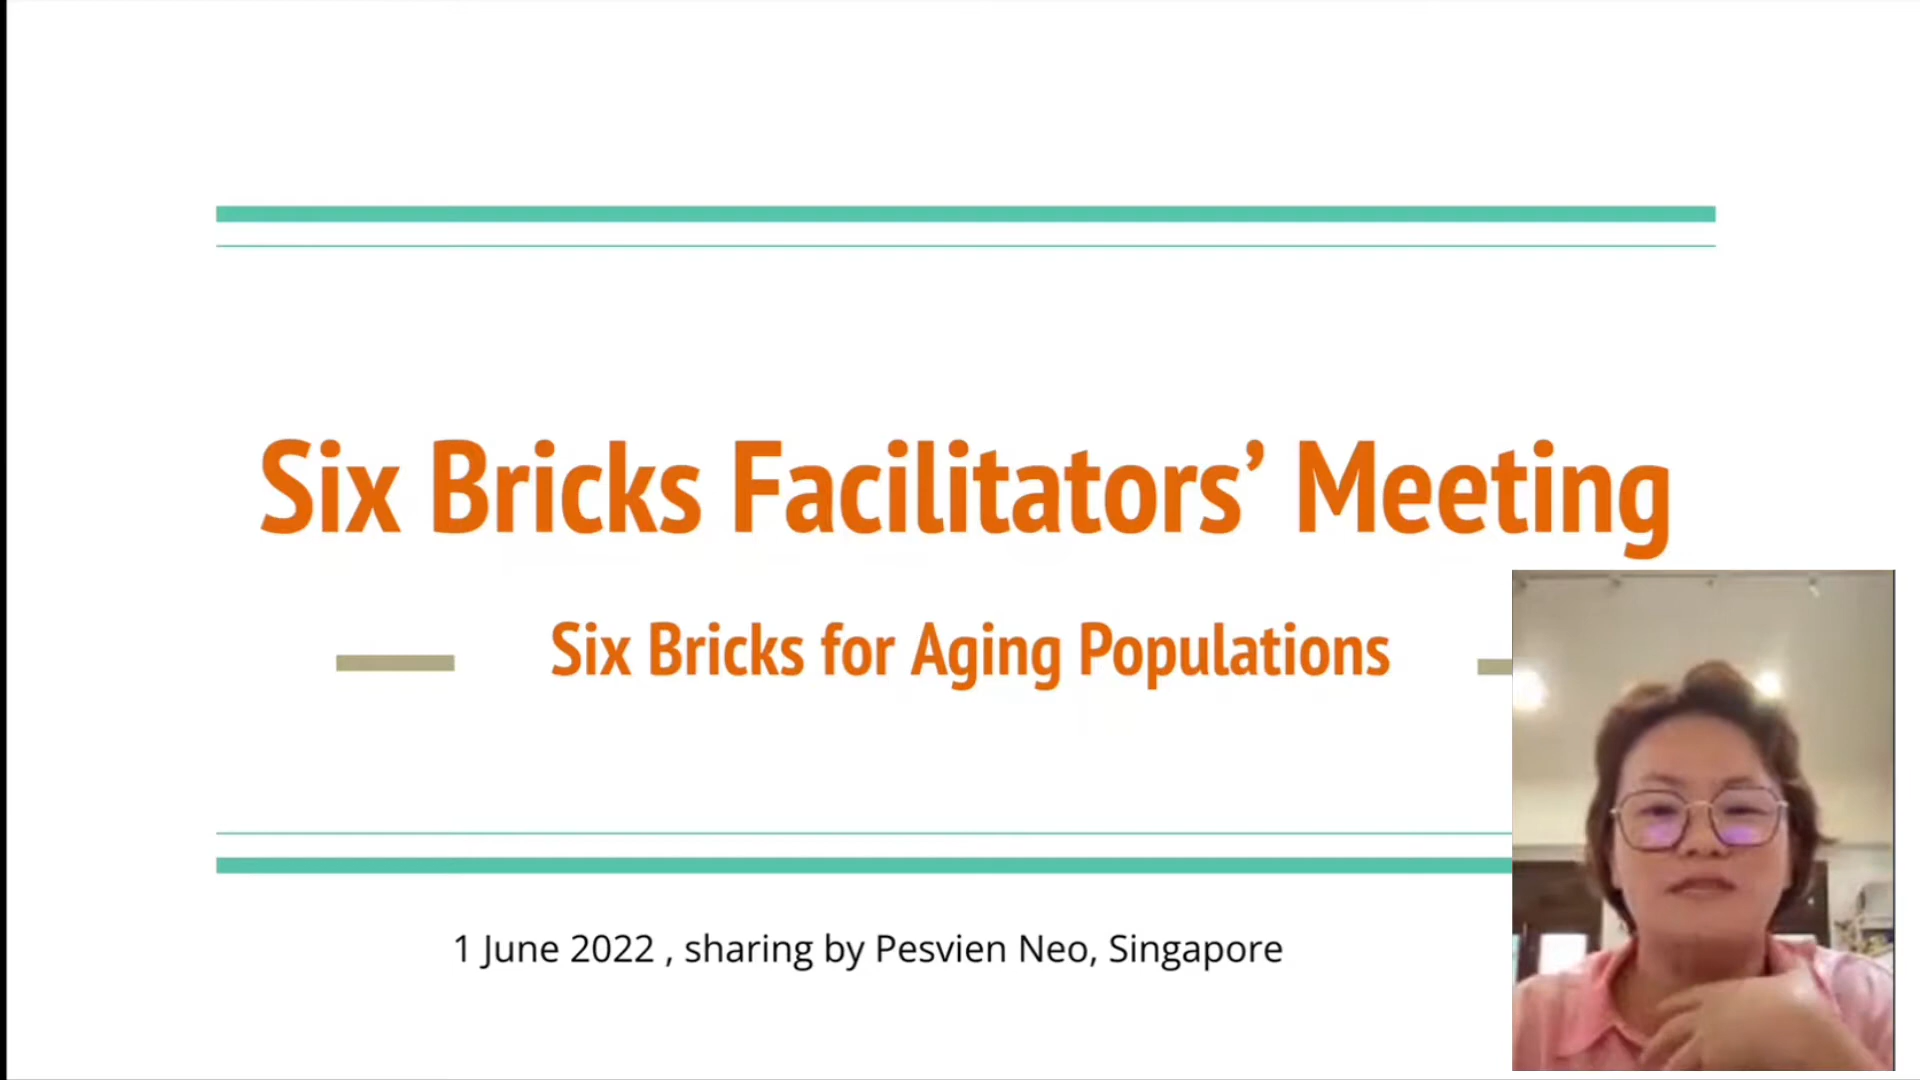 Six Bricks Facilitators’ Meeting
Six Bricks for Aging Populations
1 June 2022 , sharing by Pesvien Neo, Singapore